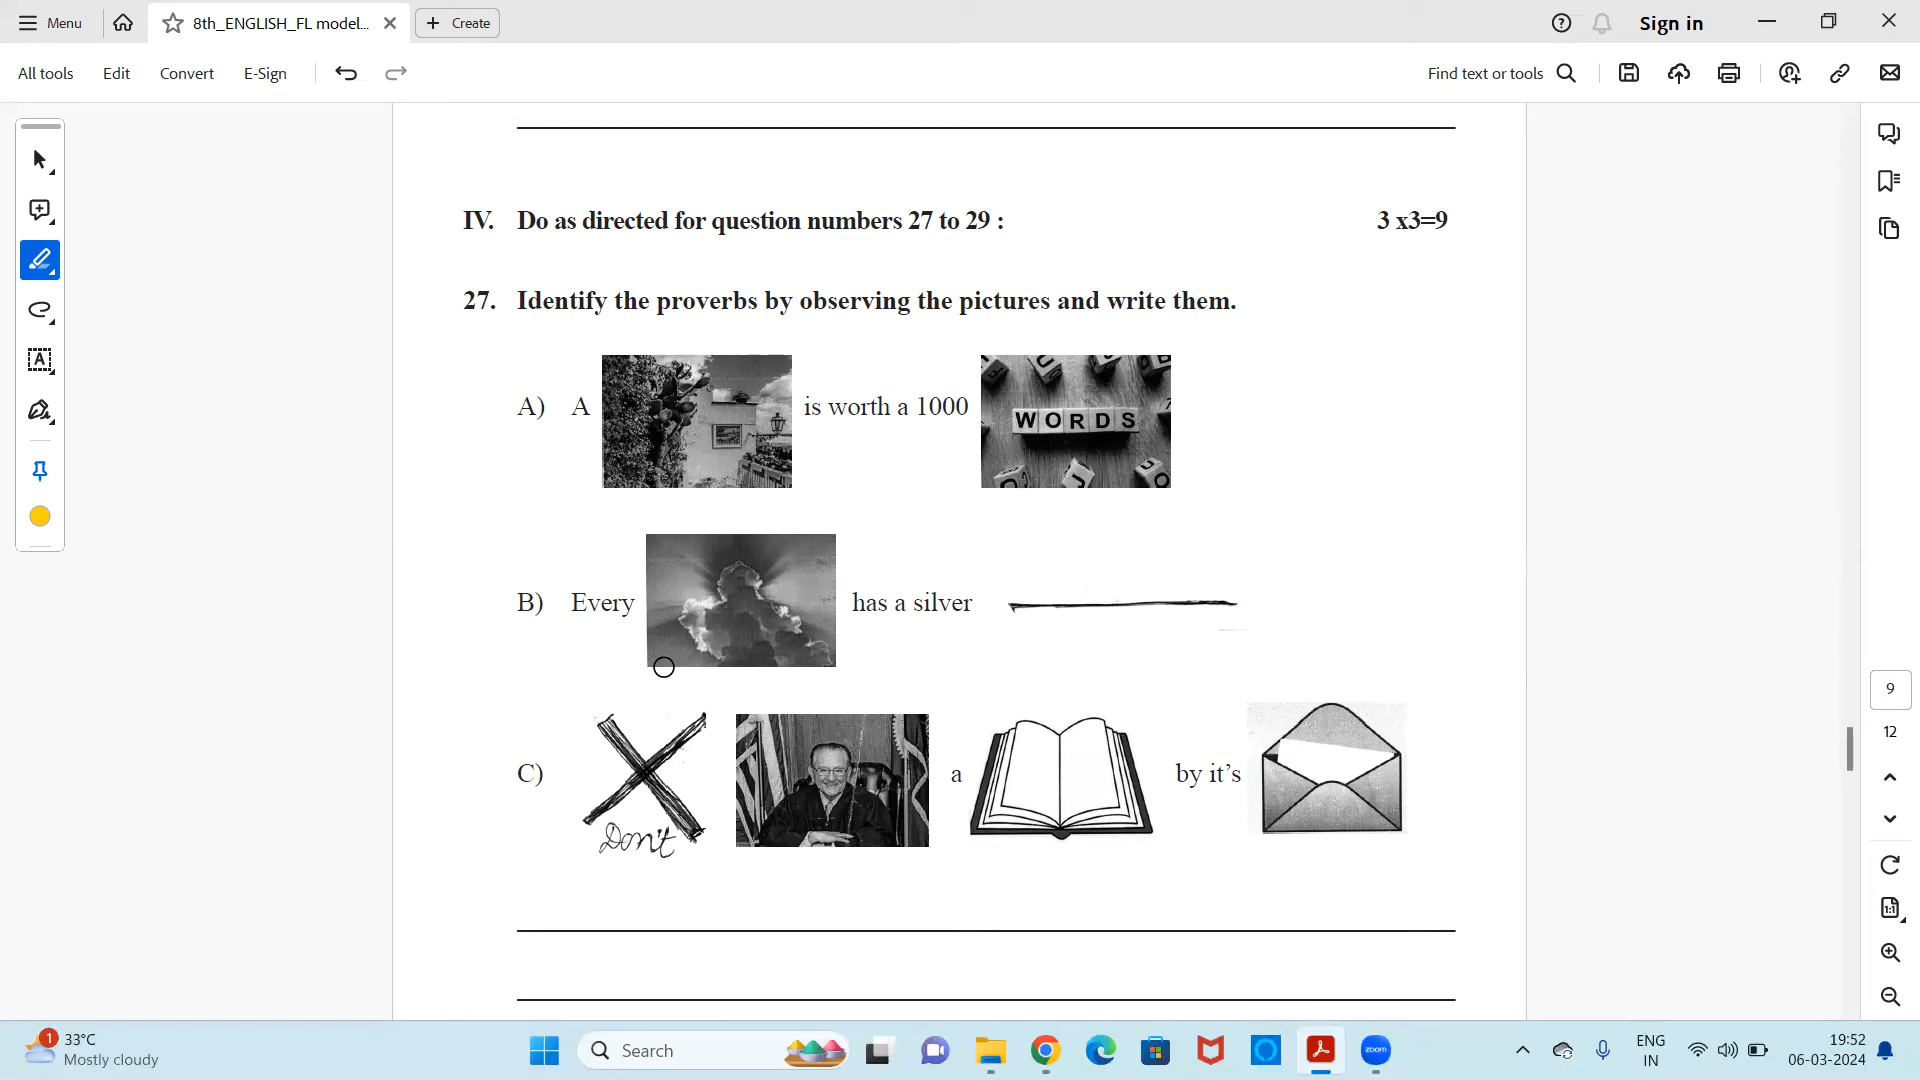 Menu
8th_ENGLISH_FL model...
Create
Sign in
All tools
Edit
Convert
E-Sign
Find text or tools
IV. Do as directed for question numbers 27 to 29 : 3 x3=9
27. Identify the proverbs by observing the pictures and write them.
A) A is worth a 1000 WORDS
B) Every has a silver
C) Don't a by it's
9
12
1
33°C
Mostly cloudy
Search
zoom
ENG
IN
19:52
06-03-2024